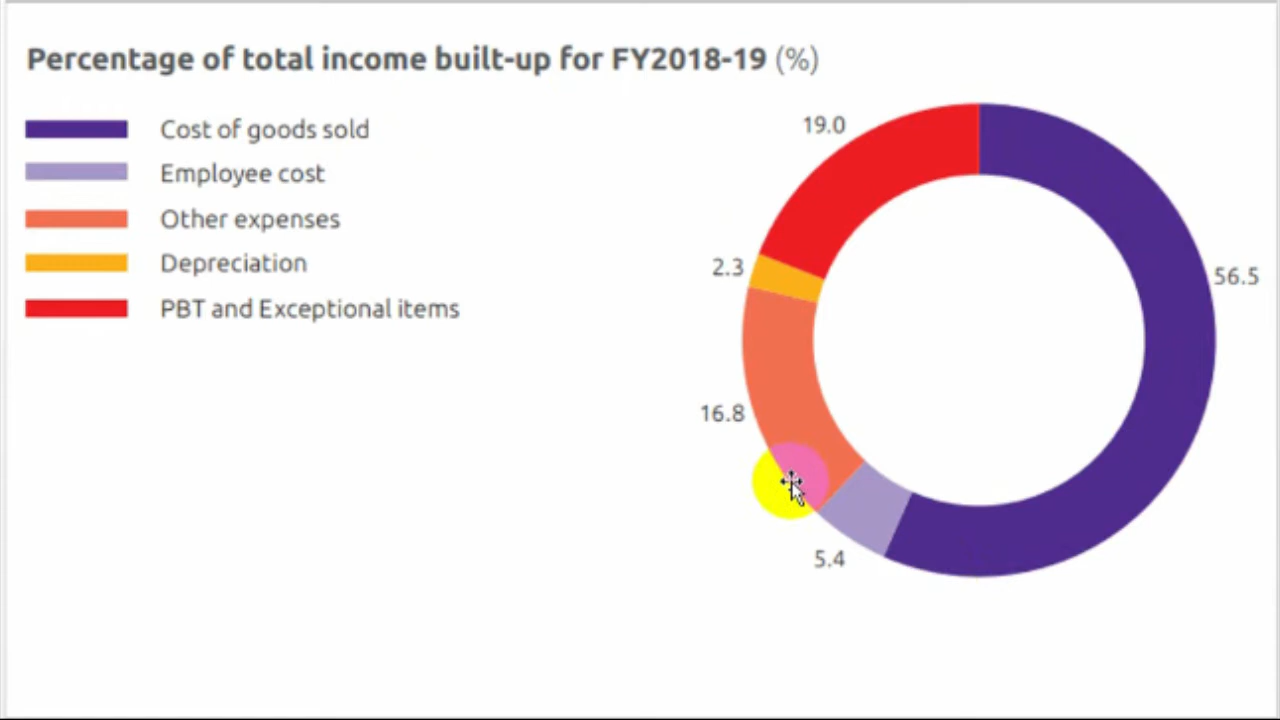 Percentage of total income built-up for FY2018-19 (%)
Cost of goods sold
Employee cost
Other expenses
Depreciation
PBT and Exceptional items
19.0
2.3
56.5
16.8
5.4